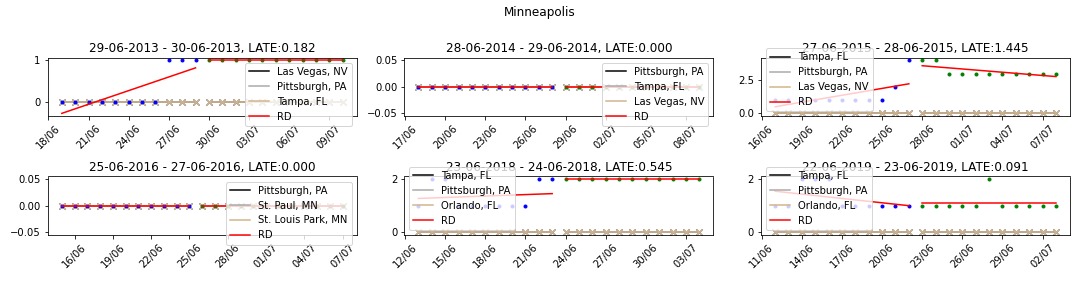 Minneapolis
29-06-2013 - 30-06-2013, LATE:0.182
1
0
Las Vegas, NV
Pittsburgh, PA
Tampa, FL
RD
18/06
21/06
24/06
27/06
30/06
03/07
06/07
09/07
28-06-2014 - 29-06-2014, LATE:0.000
0.05
0.00
−0.05
Pittsburgh, PA
Tampa, FL
Las Vegas, NV
RD
17/06
20/06
23/06
26/06
29/06
02/07
05/07
08/07
27-06-2015 - 28-06-2015, LATE:1.445
2.5
0.0
Tampa, FL
Pittsburgh, PA
Las Vegas, NV
RD
16/06
19/06
22/06
25/06
28/06
01/07
04/07
07/07
25-06-2016 - 27-06-2016, LATE:0.000
0.05
0.00
−0.05
Pittsburgh, PA
St. Paul, MN
St. Louis Park, MN
RD
16/06
19/06
22/06
25/06
28/06
01/07
04/07
07/07
23-06-2018 - 24-06-2018, LATE:0.545
2
0
Tampa, FL
Pittsburgh, PA
Orlando, FL
RD
12/06
15/06
18/06
21/06
24/06
27/06
30/06
03/07
22-06-2019 - 23-06-2019, LATE:0.091
2
0
Tampa, FL
Pittsburgh, PA
Orlando, FL
RD
11/06
14/06
17/06
20/06
23/06
26/06
29/06
02/07